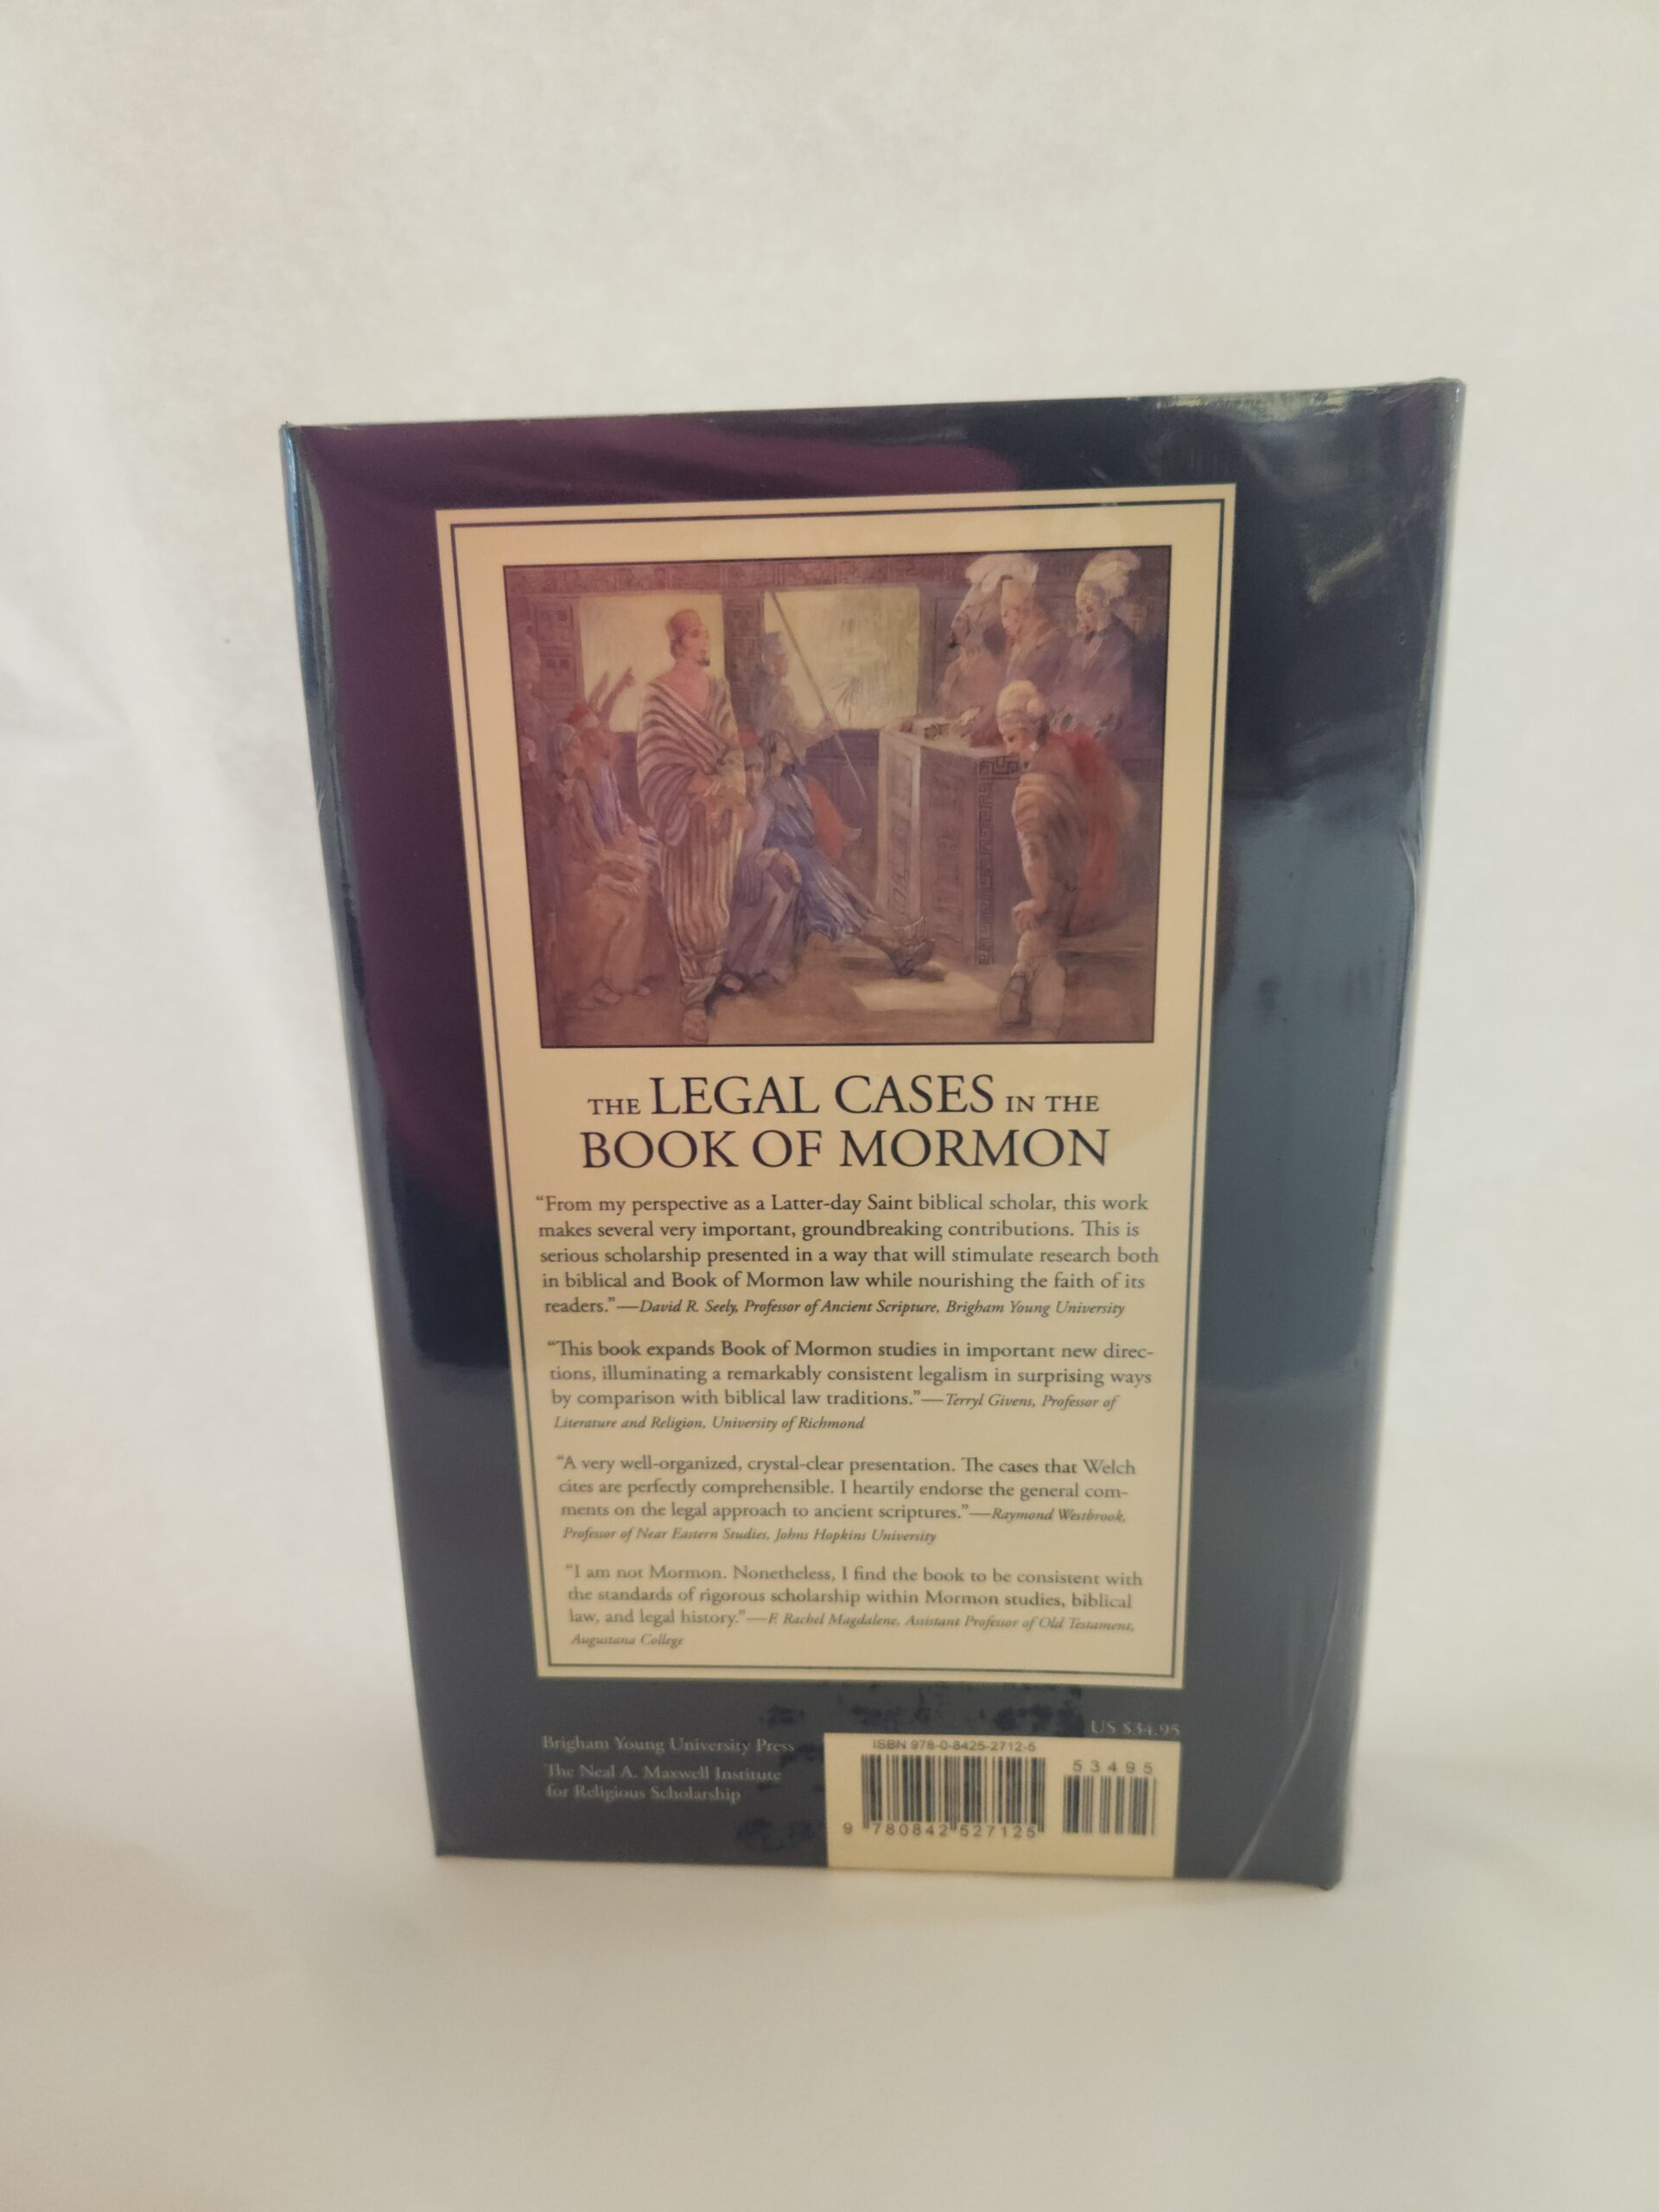 THE LEGAL CASES IN THE
BOOK OF MORMON
“From my perspective as a Latter-day Saint biblical scholar, this work
makes several very important, groundbreaking contributions. This is
serious scholarship presented in a way that will stimulate research both
in biblical and Book of Mormon law while nourishing the faith of its
readers.”—David R. Seely, Professor of Ancient Scripture, Brigham Young University
“This book expands Book of Mormon studies in important new direc-
tions, illuminating a remarkably consistent legalism in surprising ways
by comparison with biblical law traditions.”—Terryl Givens, Professor of
Literature and Religion, University of Richmond
“A very well-organized, crystal-clear presentation. The cases that Welch
cites are perfectly comprehensible. I heartily endorse the general com-
ments on the legal approach to ancient scriptures.”—Raymond Westbrook,
Professor of Near Eastern Studies, Johns Hopkins University
“I am not Mormon. Nonetheless, I find the book to be consistent with
the standards of rigorous scholarship within Mormon studies, biblical
law, and legal history.”—F. Rachel Magdalene, Assistant Professor of Old Testament,
Augustana College
Brigham Young University Press
The Neal A. Maxwell Institute
for Religious Scholarship
US $34.95
ISBN 978-0-8425-2712-5
53495
9 780842 527125